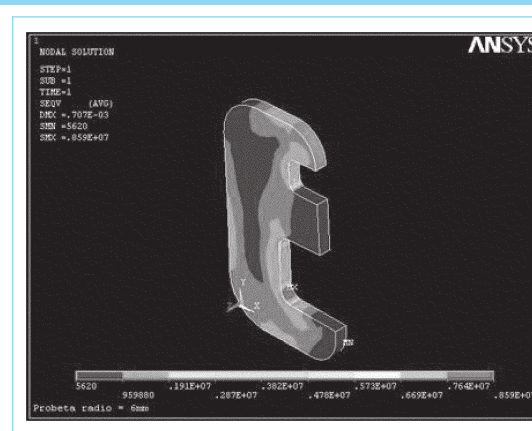 1
NODAL SOLUTION
ANSYS
STEP=1
SUB =1
TIME=1
SEQV (AVG)
DMX =.707E-03
SMN =5620
SMX =.859E+07
Y
X
Z
MX
MN
5620 .191E+07 .382E+07 .573E+07 .764E+07
959880 .287E+07 .478E+07 .669E+07 .859E+07
Probeta radio = 6mm